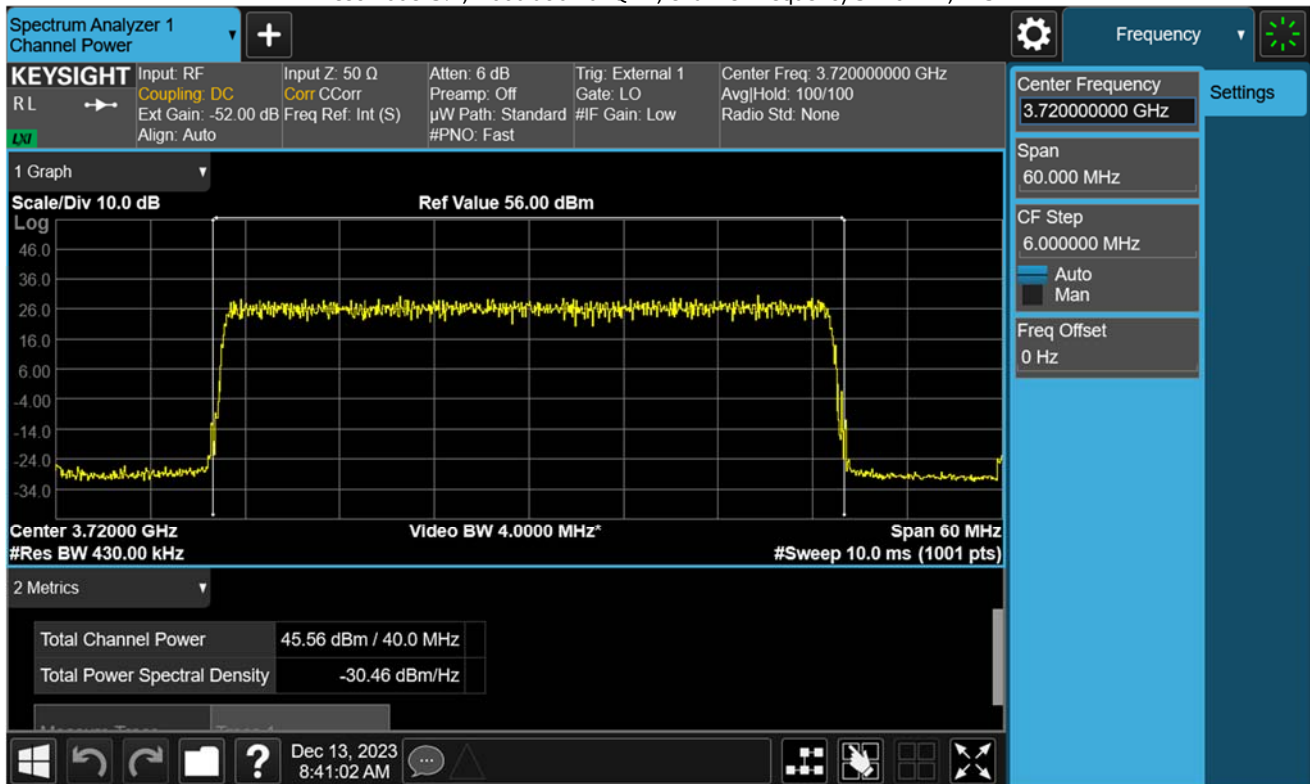 Spectrum Analyzer 1
Channel Power
Frequency
KEYSIGHT
R L
LXI
Input: RF
Coupling: DC
Ext Gain: -52.00 dB
Align: Auto
Input Z: 50 Ω
Corr CCorr
Freq Ref: Int (S)
Atten: 6 dB
Preamp: Off
µW Path: Standard
#PNO: Fast
Trig: External 1
Gate: LO
#IF Gain: Low
Center Freq: 3.720000000 GHz
Avg|Hold: 100/100
Radio Std: None
Center Frequency
3.720000000 GHz
Settings
Span
60.000 MHz
CF Step
6.000000 MHz
Auto
Man
Freq Offset
0 Hz
1 Graph
Scale/Div 10.0 dB
Ref Value 56.00 dBm
Log
46.0
36.0
26.0
16.0
6.00
-4.00
-14.0
-24.0
-34.0
Center 3.72000 GHz
Video BW 4.0000 MHz*
Span 60 MHz
#Res BW 430.00 kHz
#Sweep 10.0 ms (1001 pts)
2 Metrics
Total Channel Power 45.56 dBm / 40.0 MHz
Total Power Spectral Density -30.46 dBm/Hz
Dec 13, 2023
8:41:02 AM